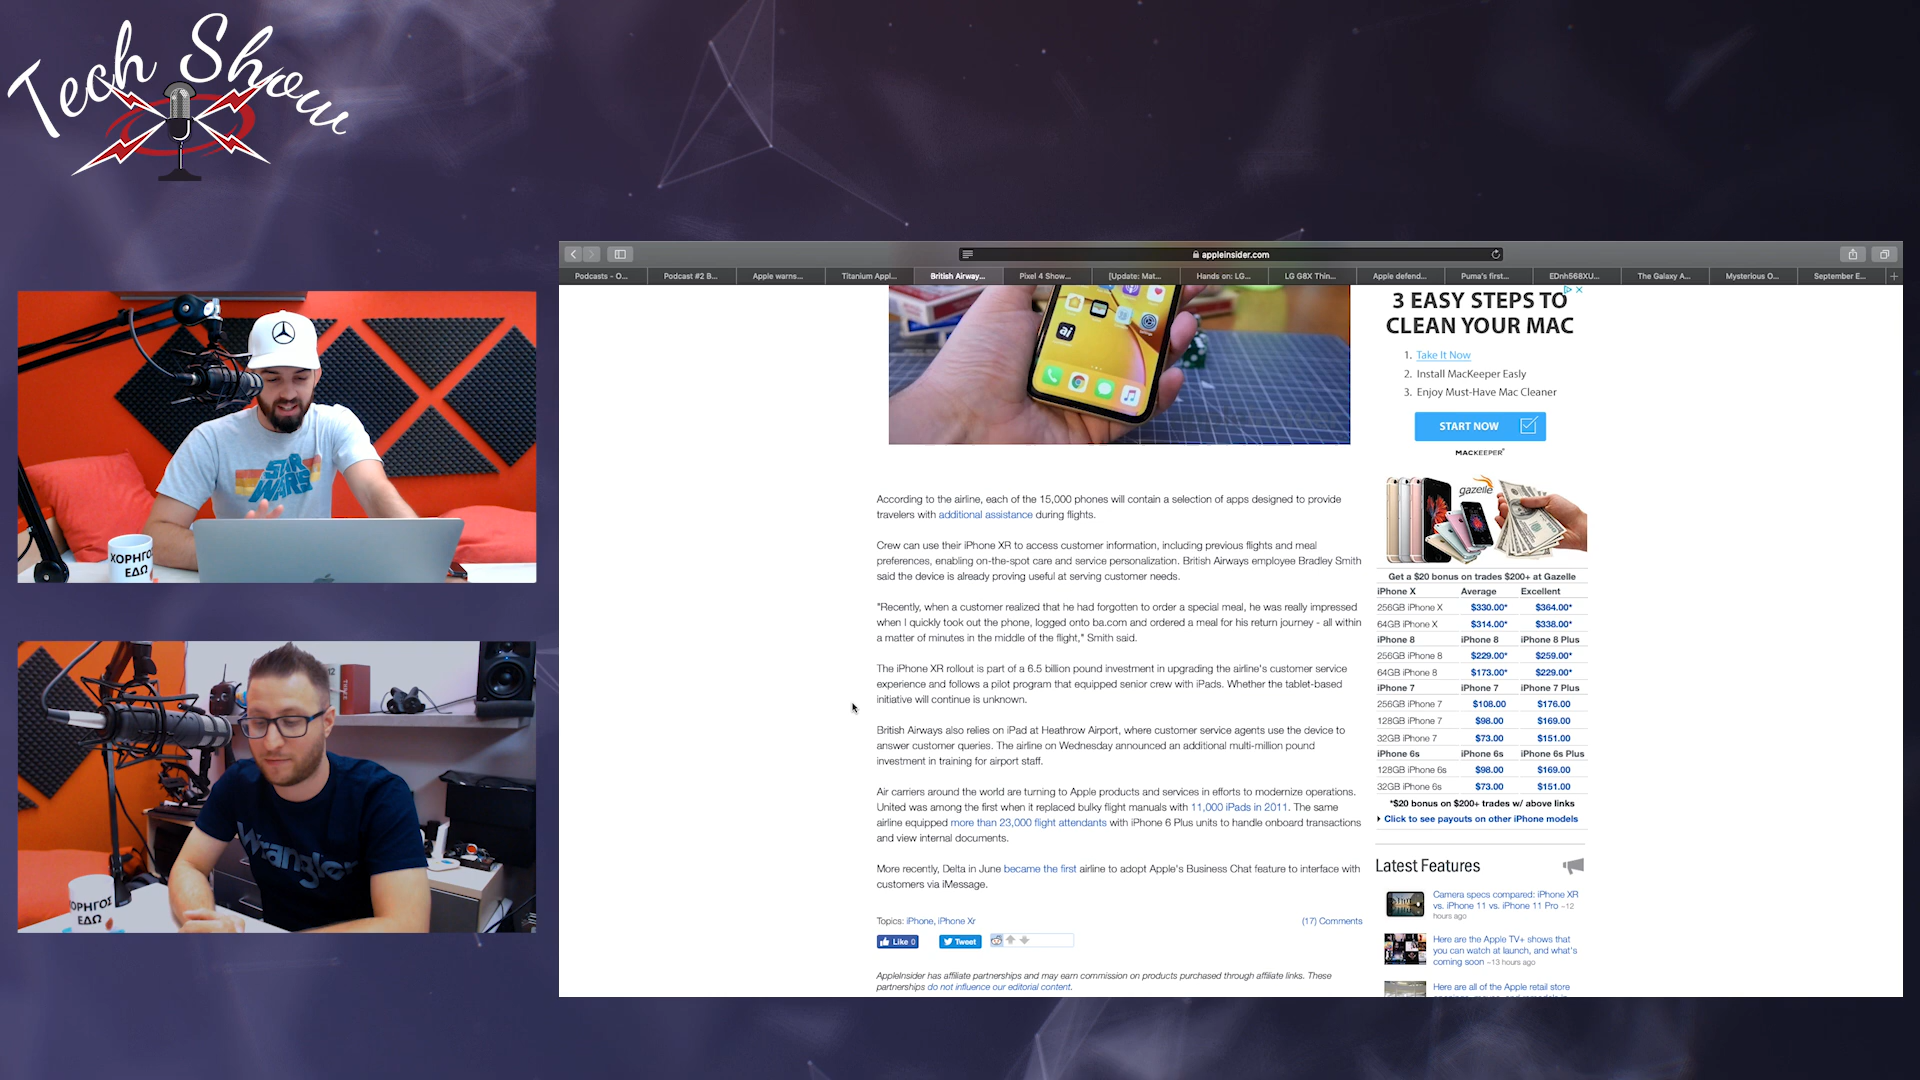 Tech Show
appleinsider.com
Podcasts - O...
Podcast #2 B...
Apple warns...
Titanium Appl...
British Airway...
Pixel 4 Show...
[Update: Mat...
Hands on: LG...
LG G8X Thin...
Apple defend...
Puma's first...
EDnh568XU...
The Galaxy A...
Mysterious O...
September E...
According to the airline, each of the 15,000 phones will contain a selection of apps designed to provide
travelers with additional assistance during flights.
Crew can use their iPhone XR to access customer information, including previous flights and meal
preferences, enabling on-the-spot care and service personalization. British Airways employee Bradley Smith
said the device is already proving useful at serving customer needs.
"Recently, when a customer realized that he had forgotten to order a special meal, he was really impressed
when I quickly took out the phone, logged onto ba.com and ordered a meal for his return journey - all within
a matter of minutes in the middle of the flight," Smith said.
The iPhone XR rollout is part of a 6.5 billion pound investment in upgrading the airline's customer service
experience and follows a pilot program that equipped senior crew with iPads. Whether the tablet-based
initiative will continue is unknown.
British Airways also relies on iPad at Heathrow Airport, where customer service agents use the device to
answer customer queries. The airline on Wednesday announced an additional multi-million pound
investment in training for airport staff.
Air carriers around the world are turning to Apple products and services in efforts to modernize operations.
United was among the first when it replaced bulky flight manuals with 11,000 iPads in 2011. The same
airline equipped more than 23,000 flight attendants with iPhone 6 Plus units to handle onboard transactions
and view internal documents.
More recently, Delta in June became the first airline to adopt Apple's Business Chat feature to interface with
customers via iMessage.
Topics: iPhone, iPhone Xr
(17) Comments
Like 0
Tweet
AppleInsider has affiliate partnerships and may earn commission on products purchased through affiliate links. These
partnerships do not influence our editorial content.
3 EASY STEPS TO
CLEAN YOUR MAC
1. Take It Now
2. Install MacKeeper Easly
3. Enjoy Must-Have Mac Cleaner
START NOW
MACKEEPER
gazelle
Get a $20 bonus on trades $200+ at Gazelle
iPhone X Average Excellent
256GB iPhone X $330.00* $364.00*
64GB iPhone X $314.00* $338.00*
iPhone 8 iPhone 8 iPhone 8 Plus
256GB iPhone 8 $229.00* $259.00*
64GB iPhone 8 $173.00* $229.00*
iPhone 7 iPhone 7 iPhone 7 Plus
256GB iPhone 7 $108.00 $176.00
128GB iPhone 7 $98.00 $169.00
32GB iPhone 7 $73.00 $151.00
iPhone 6s iPhone 6s iPhone 6s Plus
128GB iPhone 6s $98.00 $169.00
32GB iPhone 6s $73.00 $151.00
*$20 bonus on $200+ trades w/ above links
Click to see payouts on other iPhone models
Latest Features
Camera specs compared: iPhone XR
vs. iPhone 11 vs. iPhone 11 Pro ~12
hours ago
Here are the Apple TV+ shows that
you can watch at launch, and what's
coming soon ~13 hours ago
Here are all of the Apple retail store
STAR
WARS
ΧΟΡΗΓΟΣ
ΕΔΩ
Wrangler
ΧΟΡΗΓΟΣ
ΕΔΩ